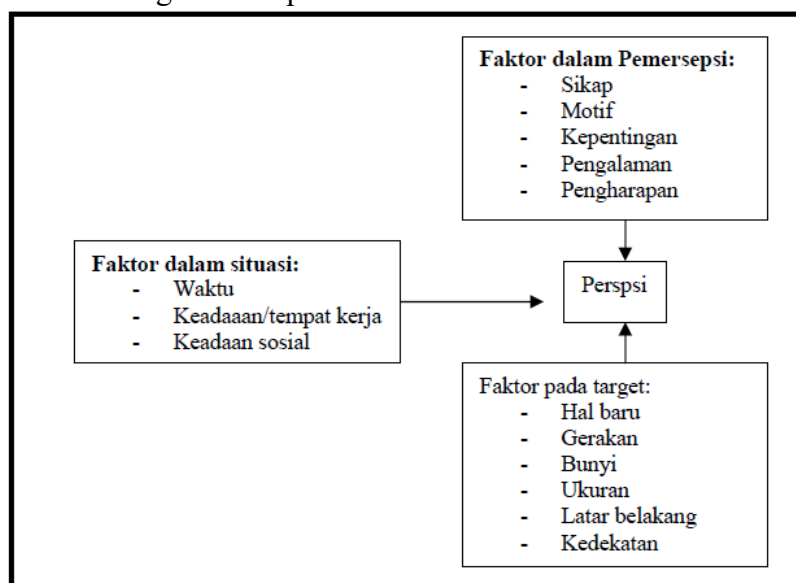 Faktor dalam Pemersepsi:
- Sikap
- Motif
- Kepentingan
- Pengalaman
- Pengharapan
Faktor dalam situasi:
- Waktu
- Keadaaan/tempat kerja
- Keadaan sosial
Perspsi
Faktor pada target:
- Hal baru
- Gerakan
- Bunyi
- Ukuran
- Latar belakang
- Kedekatan